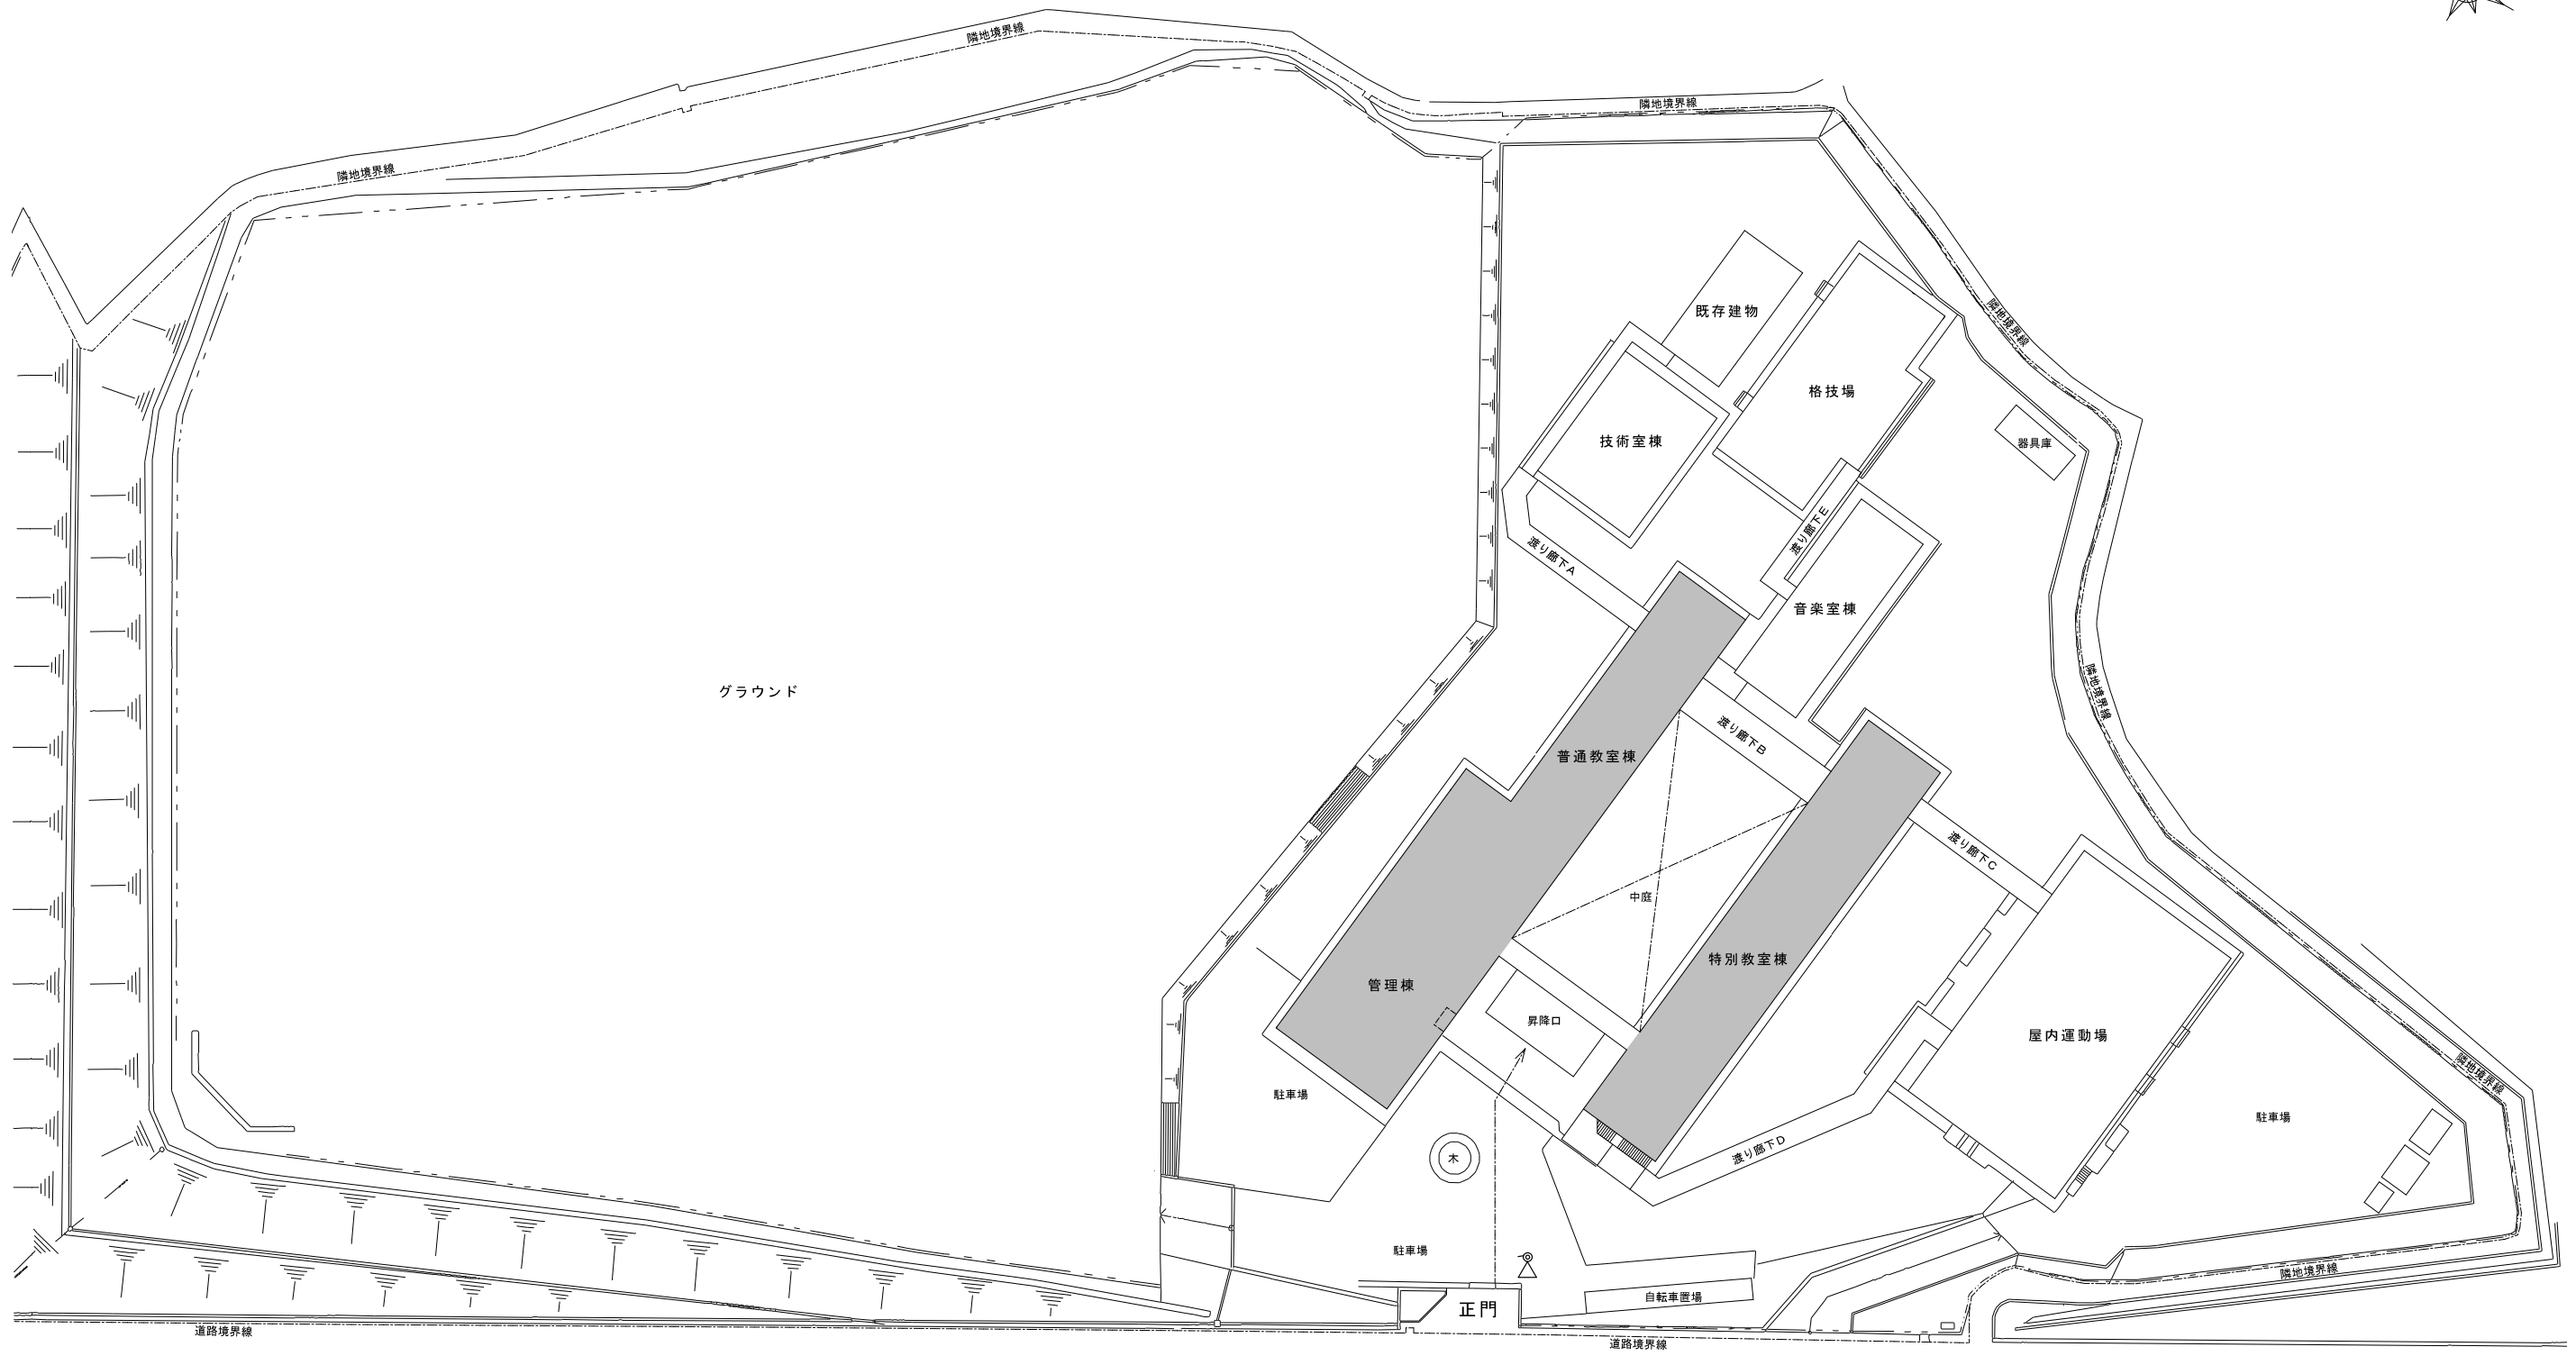 隣地境界線
隣地境界線
隣地境界線
既存建物
隣地境界線
格技場
技術室棟
器具庫
渡り廊下E
渡り廊下A
音楽室棟
グラウンド
隣地境界線
渡り廊下B
普通教室棟
渡り廊下C
中庭
特別教室棟
管理棟
昇降口
屋内運動場
隣地境界線
駐車場
駐車場
渡り廊下D
木
駐車場
隣地境界線
自転車置場
正門
道路境界線
道路境界線